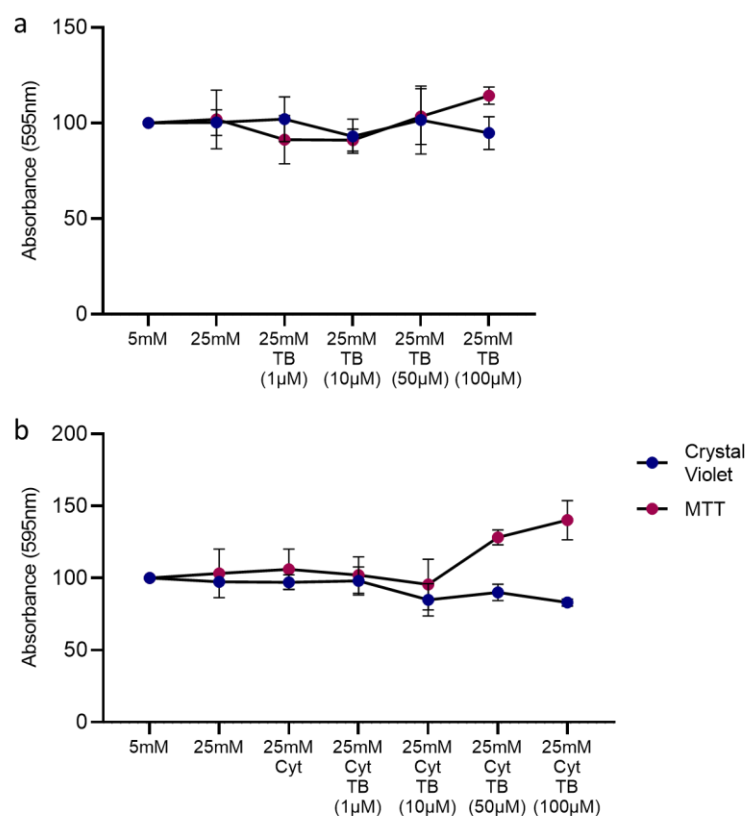 a
150
100
50
0
Absorbance (595nm)
5mM
25mM
25mM
TB
(1µM)
25mM
TB
(10µM)
25mM
TB
(50µM)
25mM
TB
(100µM)
b
200
150
100
50
0
Absorbance (595nm)
5mM
25mM
25mM
Cyt
25mM
Cyt
TB
(1µM)
25mM
Cyt
TB
(10µM)
25mM
Cyt
TB
(50µM)
25mM
Cyt
TB
(100µM)
Crystal
Violet
MTT